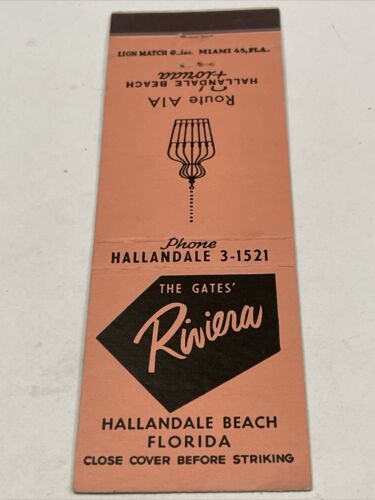 LION MATCH Co., Inc. MIAMI 45, FLA.
Route A1A
HALLANDALE BEACH
Florida
Phone
HALLANDALE 3-1521
THE GATES'
Riviera
HALLANDALE BEACH
FLORIDA
CLOSE COVER BEFORE STRIKING